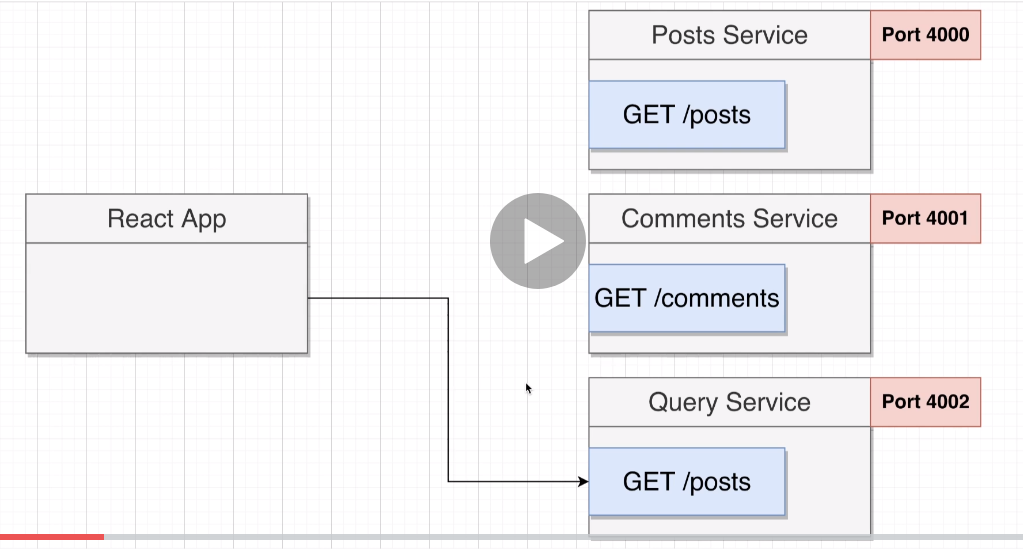 Posts Service
Port 4000
GET /posts
React App
Comments Service
Port 4001
GET /comments
Query Service
Port 4002
GET /posts